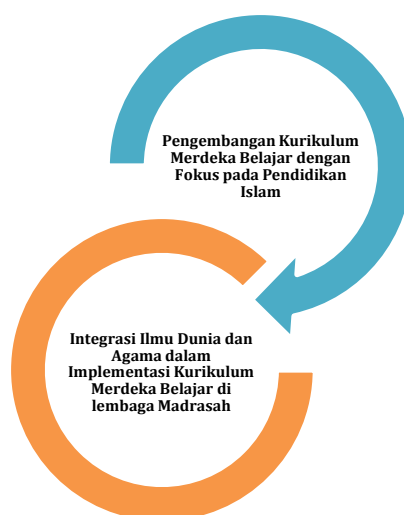 Pengembangan Kurikulum
Merdeka Belajar dengan
Fokus pada Pendidikan
Islam
Integrasi Ilmu Dunia dan
Agama dalam
Implementasi Kurikulum
Merdeka Belajar di
lembaga Madrasah